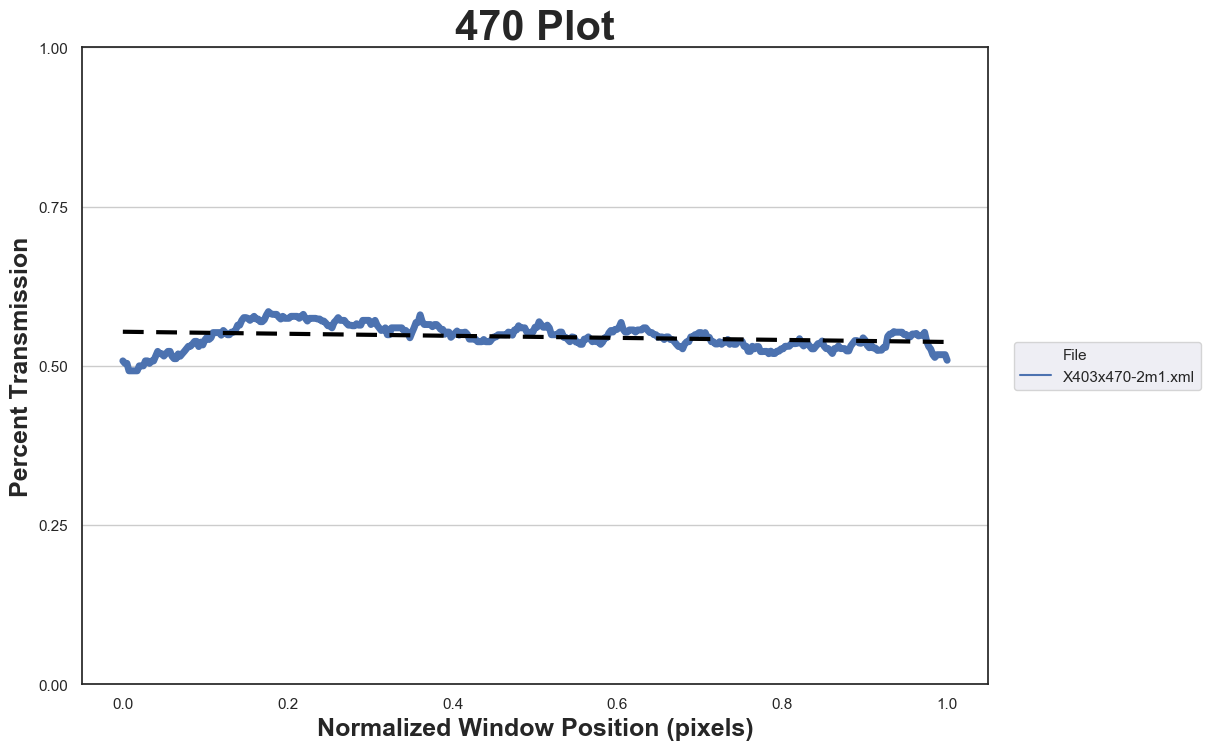 470 Plot
1.00
0.75
0.50
0.25
0.00
Percent Transmission
0.0 0.2 0.4 0.6 0.8 1.0
Normalized Window Position (pixels)
File
X403x470-2m1.xml